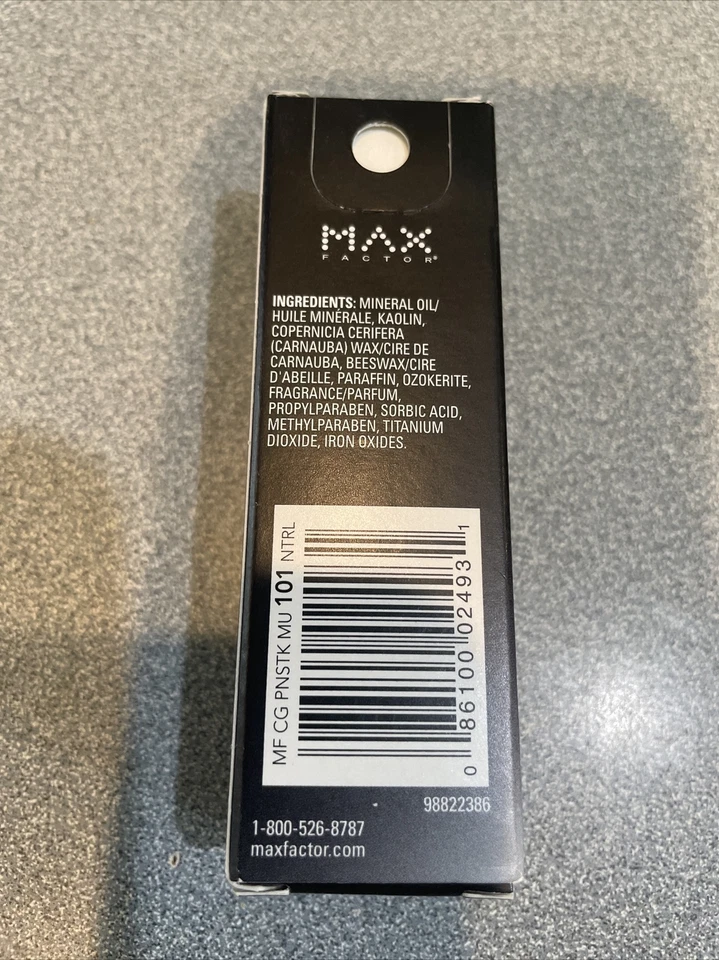 MAX
FACTOR®
INGREDIENTS: MINERAL OIL/
HUILE MINÉRALE, KAOLIN,
COPERNICIA CERIFERA
(CARNAUBA) WAX/CIRE DE
CARNAUBA, BEESWAX/CIRE
D'ABEILLE, PARAFFIN, OZOKERITE,
FRAGRANCE/PARFUM,
PROPYLPARABEN, SORBIC ACID,
METHYLPARABEN, TITANIUM
DIOXIDE, IRON OXIDES.
MF CG PNSTK MU 101 NTRL
0 86100 02493 1
98822386
1-800-526-8787
maxfactor.com